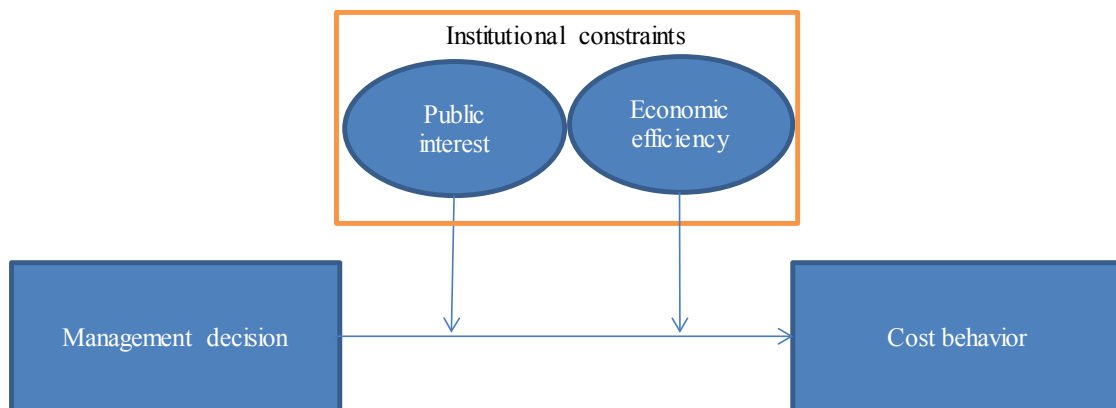 Institutional constraints
Public
interest
Economic
efficiency
Management decision
Cost behavior